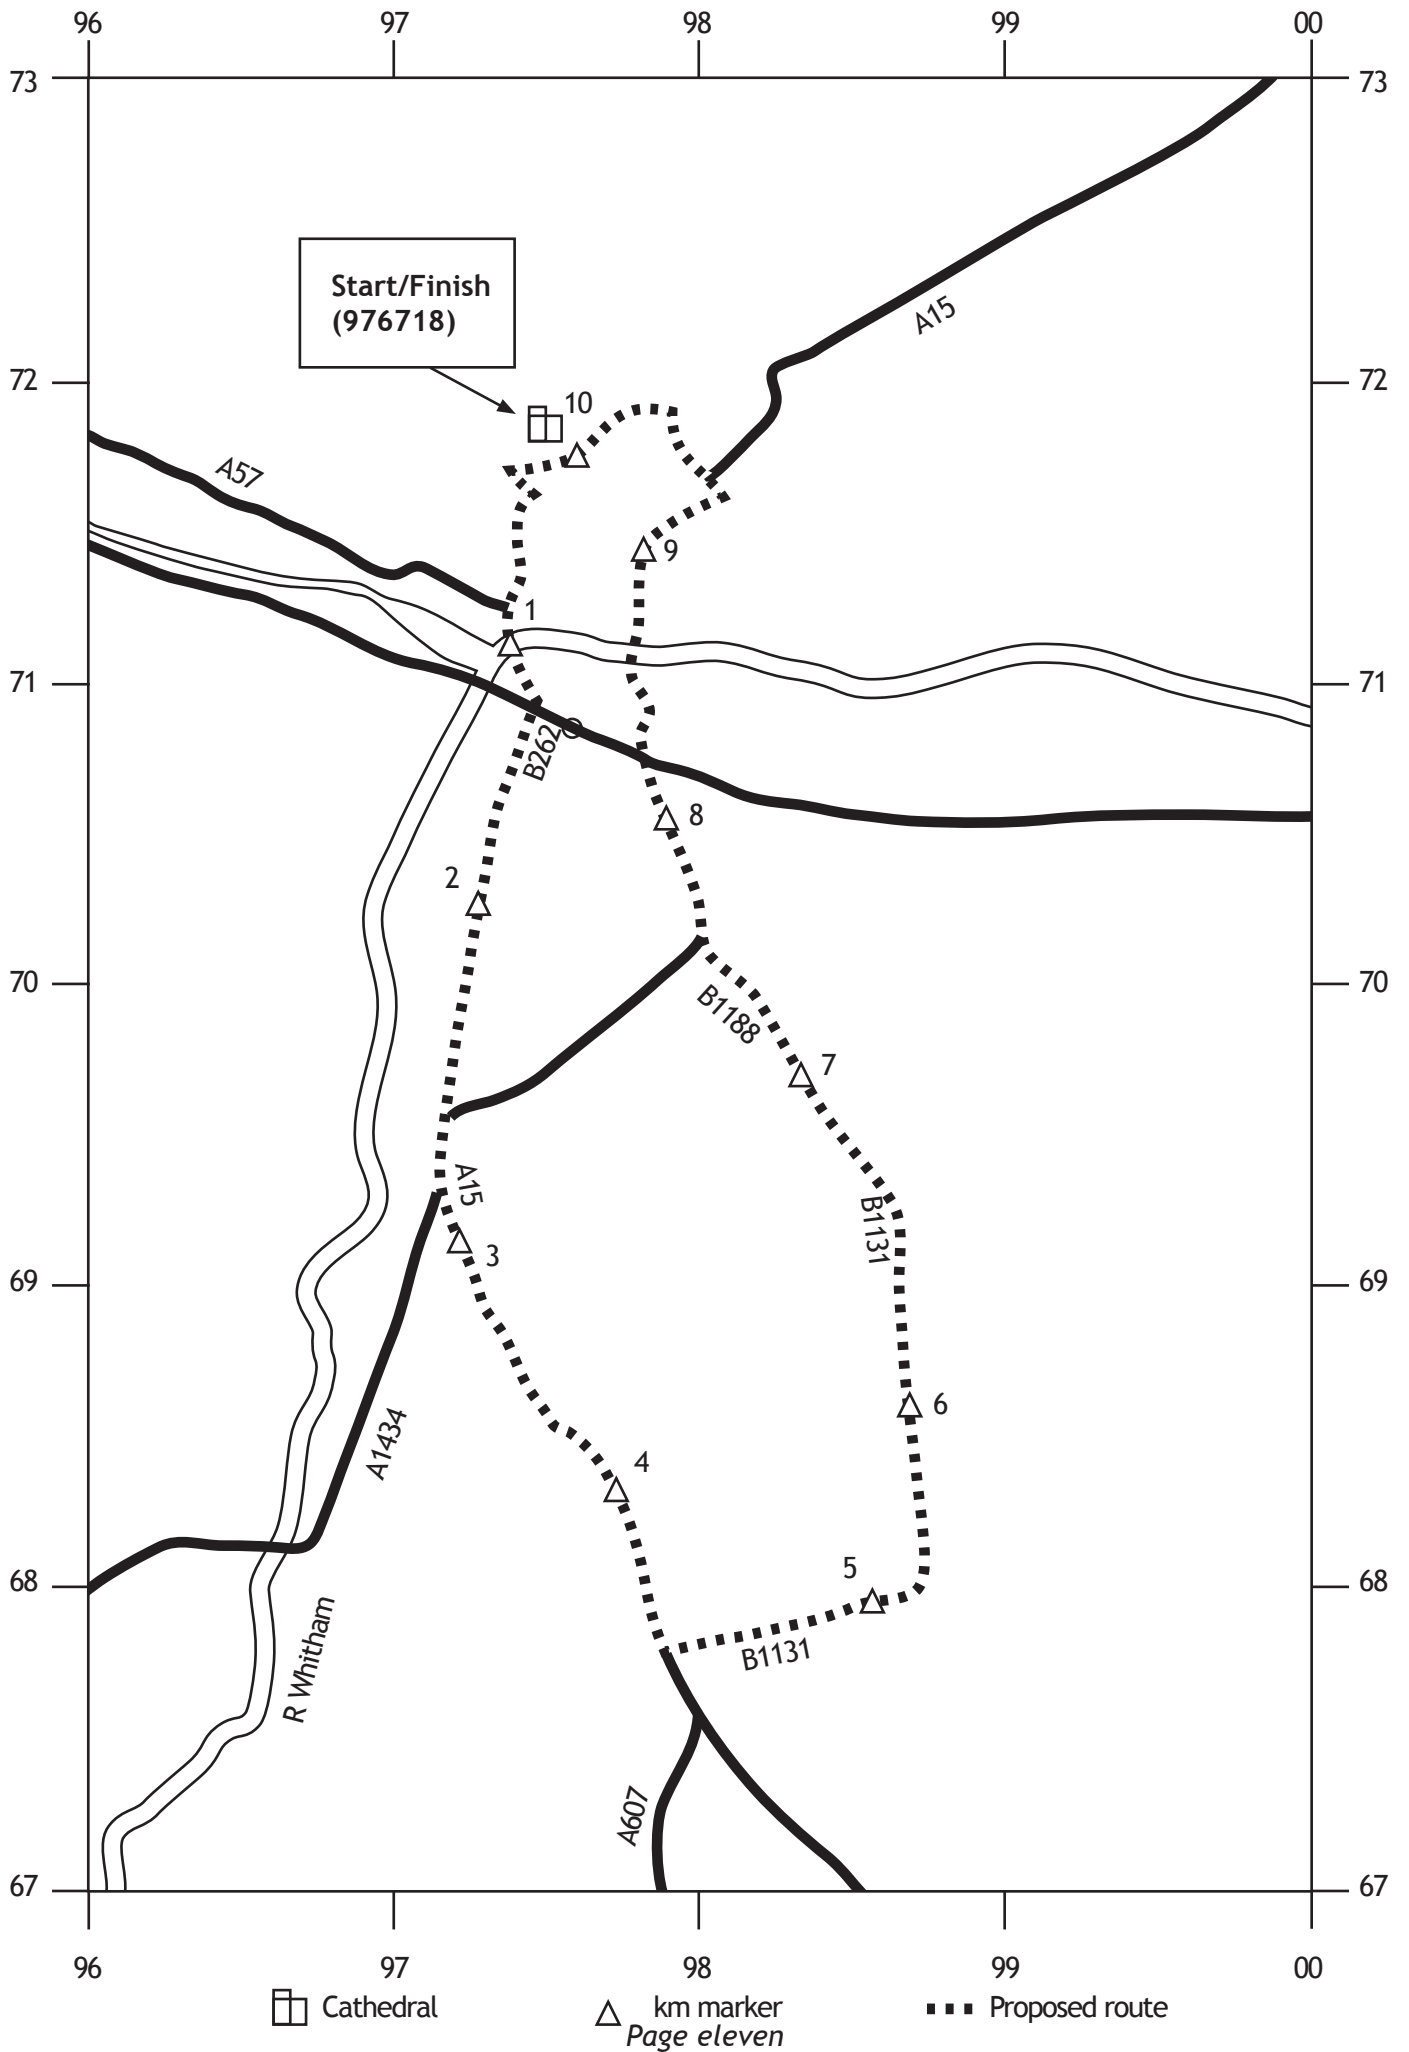 96 97 98 99 00
73 73
Start/Finish
(976718)
A15
72 72
10
A57
9
1
71 71
B262
8
2
70 70
B1188
7
A15
B1131
3
69 69
6
A1434
4
5
68 68
B1131
R Whitham
A607
67 67
96 97 98 99 00
Cathedral km marker Proposed route
Page eleven